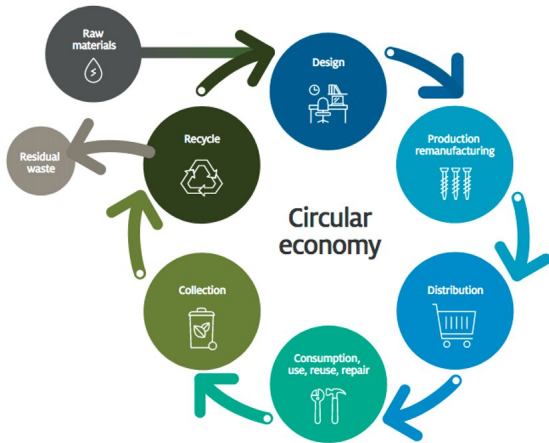 Raw
materials
Design
Recycle
Production
remanufacturing
Residual
waste
Circular
economy
Collection
Distribution
Consumption,
use, reuse, repair